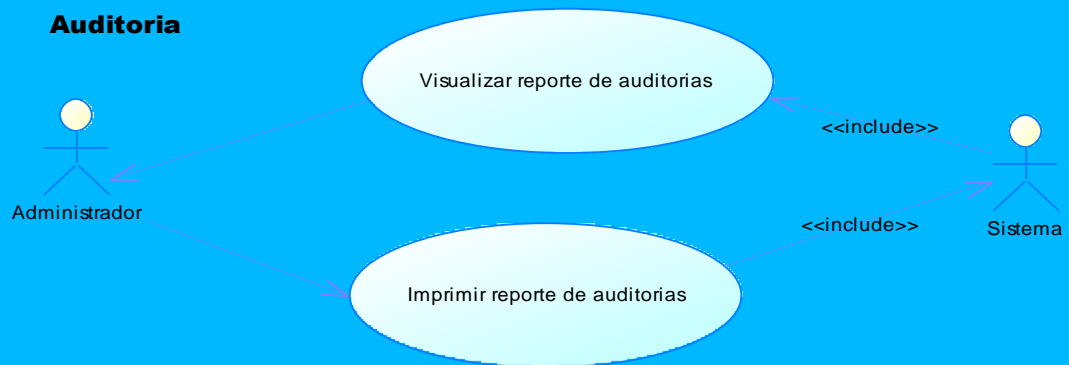 Auditoria
Visualizar reporte de auditorias
<<include>>
Administrador
<<include>>
Sistema
Imprimir reporte de auditorias